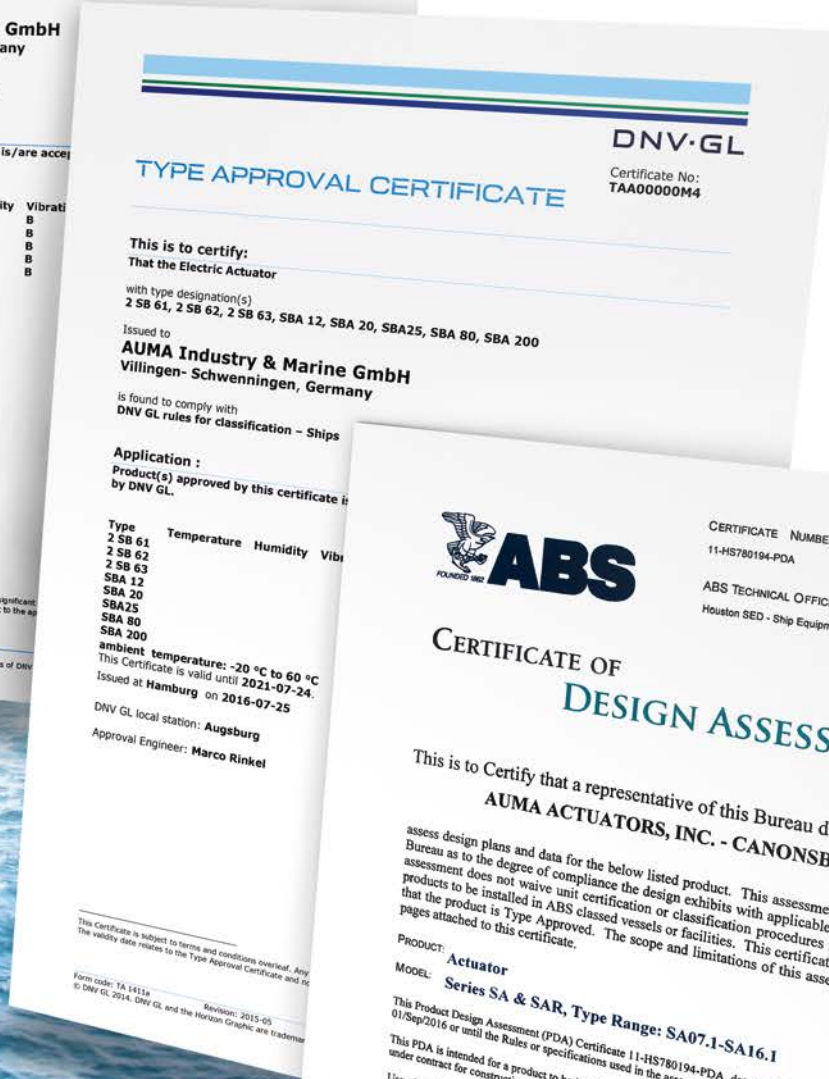 GmbH
any
is/are accep
ity Vibrati
B
B
B
B
B
DNV·GL
Certificate No:
TAA00000M4
TYPE APPROVAL CERTIFICATE
This is to certify:
That the Electric Actuator
with type designation(s)
2 SB 61, 2 SB 62, 2 SB 63, SBA 12, SBA 20, SBA25, SBA 80, SBA 200
Issued to
AUMA Industry & Marine GmbH
Villingen- Schwenningen, Germany
is found to comply with
DNV GL rules for classification – Ships
Application :
Product(s) approved by this certificate is
by DNV GL.
Type Temperature Humidity Vibr
2 SB 61
2 SB 62
2 SB 63
SBA 12
SBA 20
SBA25
SBA 80
SBA 200
ambient temperature: -20 °C to 60 °C
This Certificate is valid until 2021-07-24.
Issued at Hamburg on 2016-07-25
DNV GL local station: Augsburg
Approval Engineer: Marco Rinkel
This Certificate is subject to terms and conditions overleaf. Any
The validity date relates to the Type Approval Certificate and no
Form code: TA 1411a Revision: 2015-05
© DNV GL 2014. DNV GL and the Horizon Graphic are trademar
significant
t to the ap
s of DNV
FOUNDED 1862
ABS
CERTIFICATE NUMBE
11-HS780194-PDA
ABS TECHNICAL OFFIC
Houston SED - Ship Equipm
CERTIFICATE OF
DESIGN ASSESS
This is to Certify that a representative of this Bureau d
AUMA ACTUATORS, INC. - CANONSB
assess design plans and data for the below listed product. This assessme
Bureau as to the degree of compliance the design exhibits with applicable
assessment does not waive unit certification or classification procedures
products to be installed in ABS classed vessels or facilities. This certificat
that the product is Type Approved. The scope and limitations of this asse
pages attached to this certificate.
PRODUCT: Actuator
MODEL: Series SA & SAR, Type Range: SA07.1-SA16.1
This Product Design Assessment (PDA) Certificate 11-HS780194-PDA, da
01/Sep/2016 or until the Rules or specifications used in the ass
This PDA is intended for a product to be
under contract for constru